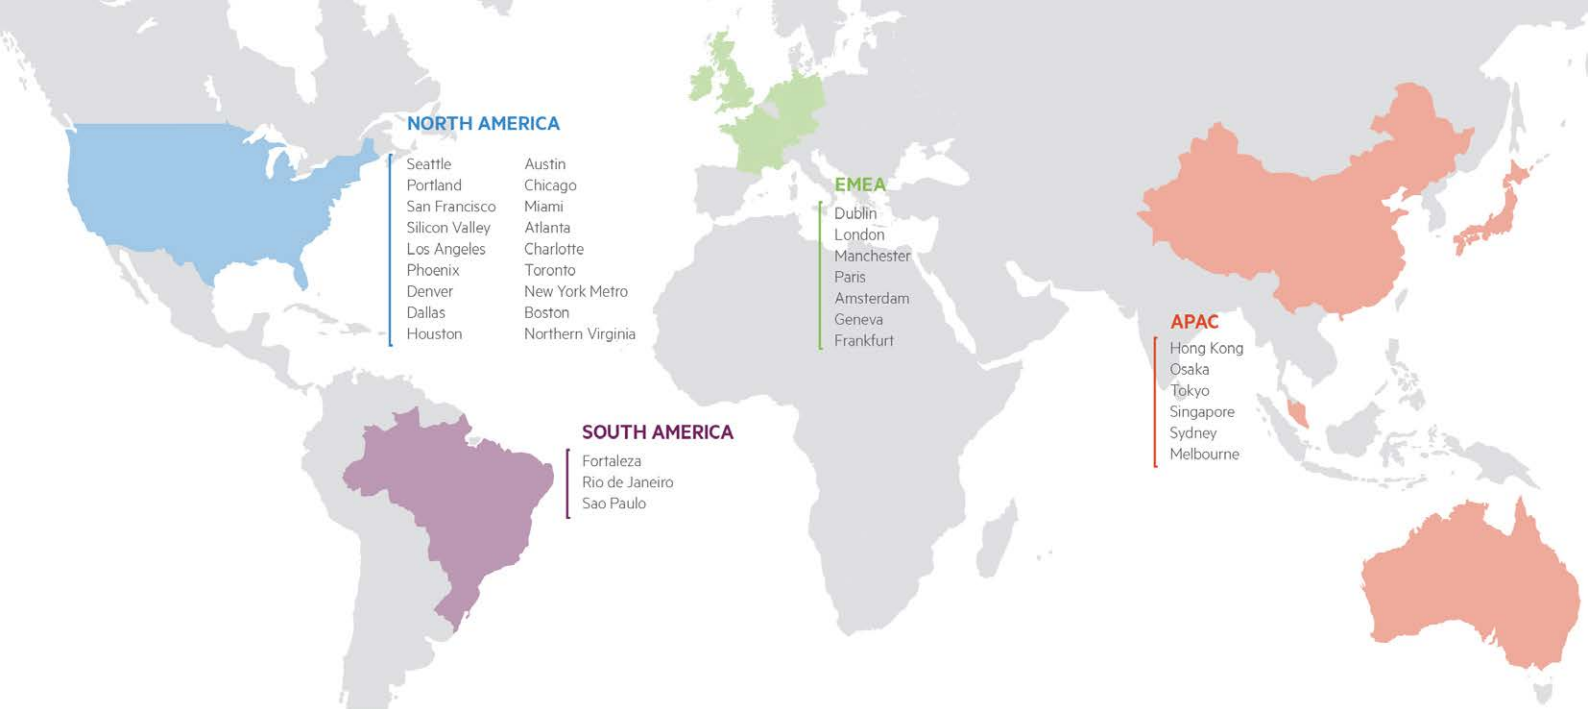 NORTH AMERICA
Seattle
Portland
San Francisco
Silicon Valley
Los Angeles
Phoenix
Denver
Dallas
Houston
Austin
Chicago
Miami
Atlanta
Charlotte
Toronto
New York Metro
Boston
Northern Virginia
EMEA
Dublin
London
Manchester
Paris
Amsterdam
Geneva
Frankfurt
APAC
Hong Kong
Osaka
Tokyo
Singapore
Sydney
Melbourne
SOUTH AMERICA
Fortaleza
Rio de Janeiro
Sao Paulo